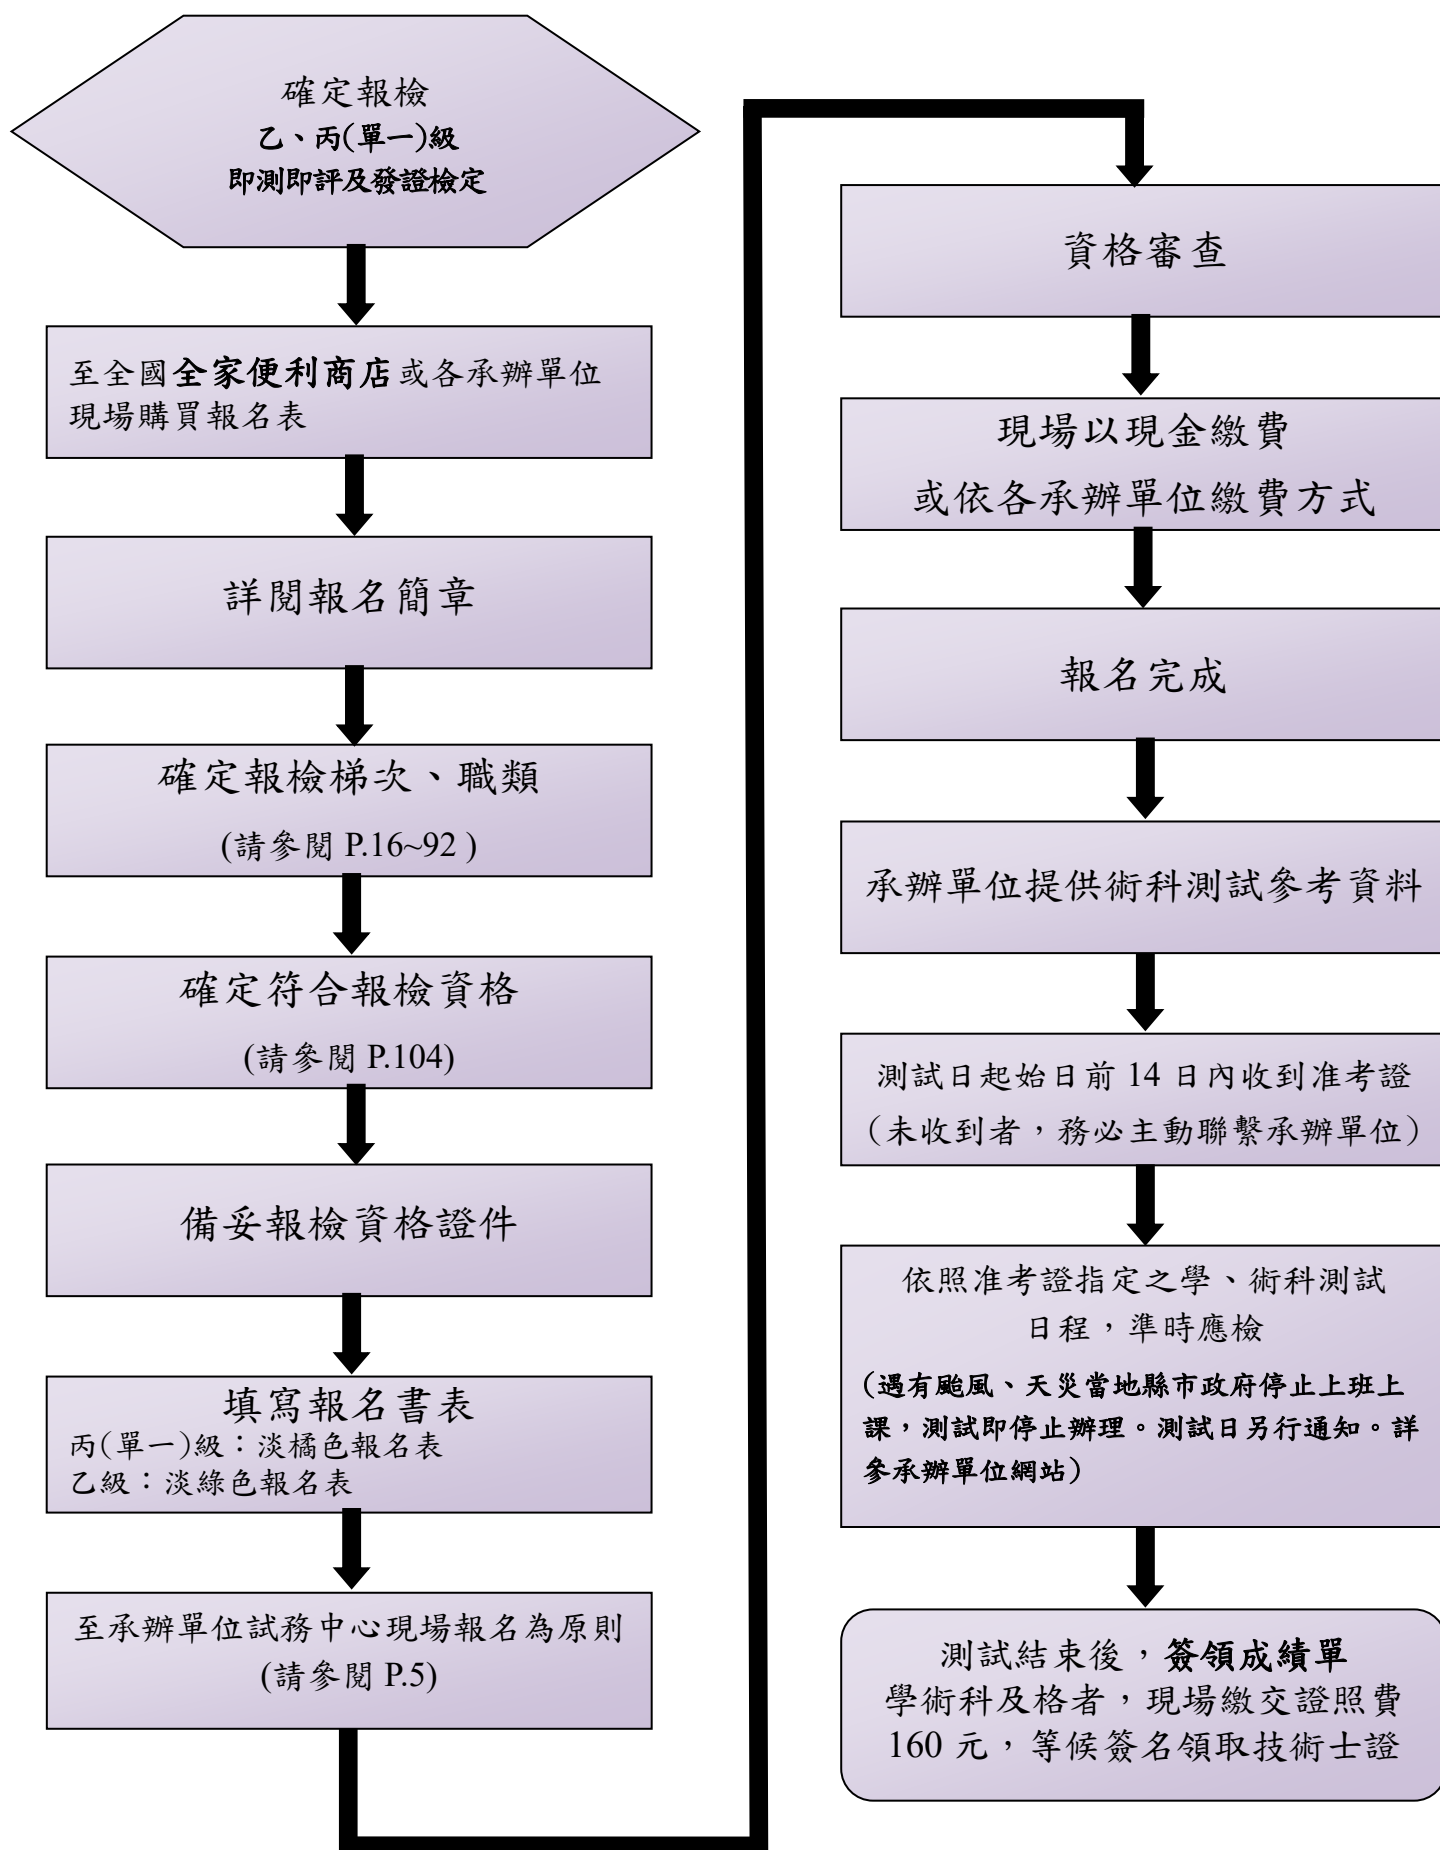 確定報檢
乙、丙(單一)級
即測即評及發證檢定
至全國全家便利商店或各承辦單位
現場購買報名表
詳閱報名簡章
確定報檢梯次、職類
(請參閱 P.16~92 )
確定符合報檢資格
(請參閱 P.104)
備妥報檢資格證件
填寫報名書表
丙(單一)級：淡橘色報名表
乙級：淡綠色報名表
至承辦單位試務中心現場報名為原則
(請參閱 P.5)
資格審查
現場以現金繳費
或依各承辦單位繳費方式
報名完成
承辦單位提供術科測試參考資料
測試日起始日前 14 日內收到准考證
(未收到者，務必主動聯繫承辦單位)
依照准考證指定之學、術科測試
日程，準時應檢
(遇有颱風、天災當地縣市政府停止上班上
課，測試即停止辦理。測試日另行通知。詳
參承辦單位網站)
測試結束後，簽領成績單
學術科及格者，現場繳交證照費
160 元，等候簽名領取技術士證